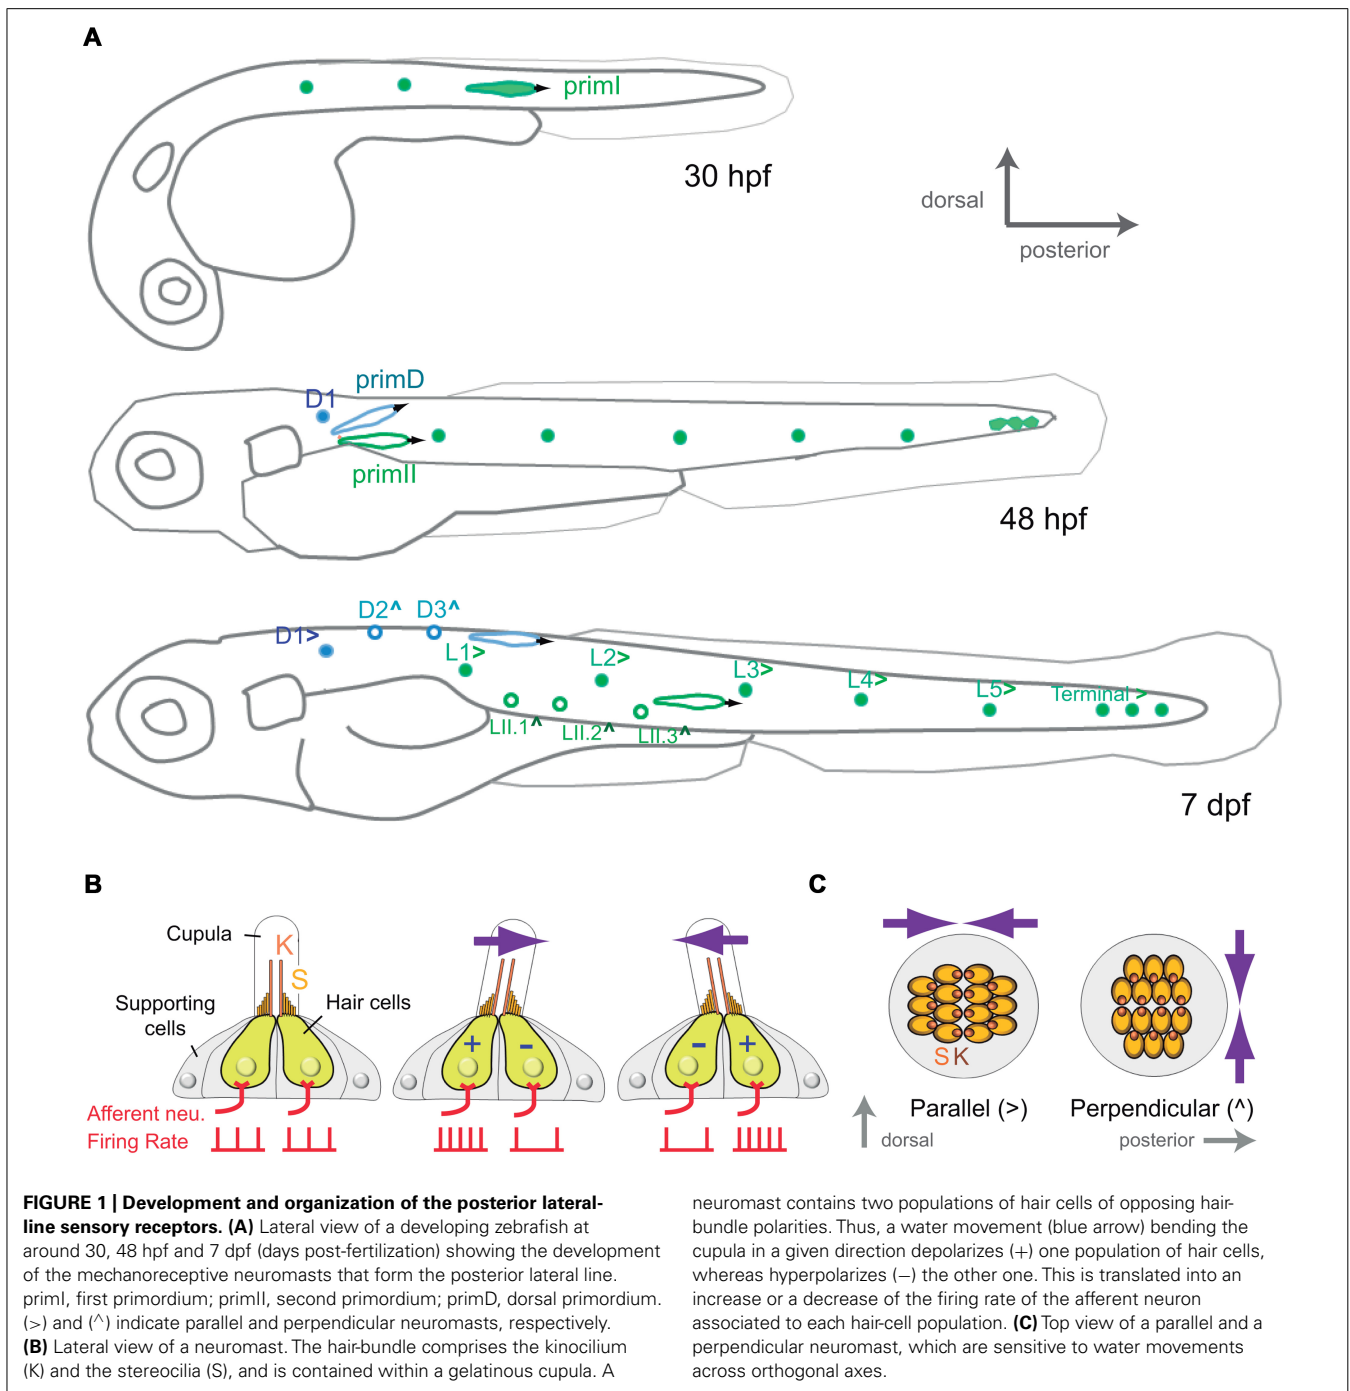 A
primI
30 hpf
dorsal
posterior
primD
D1
primII
48 hpf
D2^
D3^
D1>
L1>
L2>
L3>
L4>
L5>
Terminal >
LII.1^
LII.2^
LII.3^
7 dpf
B
C
Cupula
K
S
Supporting
cells
Hair cells
+
-
-
+
Afferent neu.
Firing Rate
S K
Parallel (>)
Perpendicular (^)
dorsal
posterior
FIGURE 1 | Development and organization of the posterior lateral-
line sensory receptors. (A) Lateral view of a developing zebrafish at
around 30, 48 hpf and 7 dpf (days post-fertilization) showing the development
of the mechanoreceptive neuromasts that form the posterior lateral line.
primI, first primordium; primII, second primordium; primD, dorsal primordium.
(>) and (^) indicate parallel and perpendicular neuromasts, respectively.
(B) Lateral view of a neuromast. The hair-bundle comprises the kinocilium
(K) and the stereocilia (S), and is contained within a gelatinous cupula. A
neuromast contains two populations of hair cells of opposing hair-
bundle polarities. Thus, a water movement (blue arrow) bending the
cupula in a given direction depolarizes (+) one population of hair cells,
whereas hyperpolarizes (−) the other one. This is translated into an
increase or a decrease of the firing rate of the afferent neuron
associated to each hair-cell population. (C) Top view of a parallel and a
perpendicular neuromast, which are sensitive to water movements
across orthogonal axes.